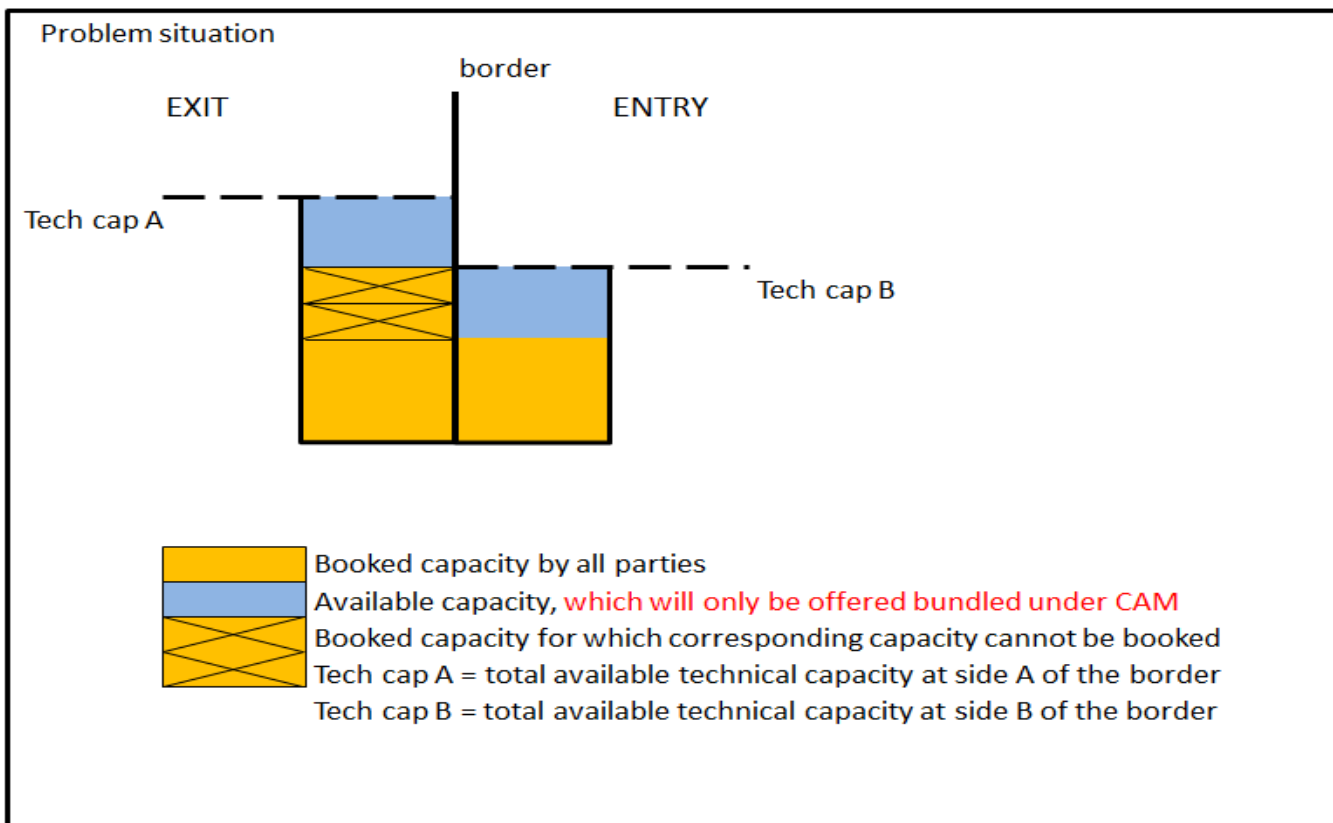 Problem situation
border
EXIT
ENTRY
Tech cap A
Tech cap B
Booked capacity by all parties
Available capacity, which will only be offered bundled under CAM
Booked capacity for which corresponding capacity cannot be booked
Tech cap A = total available technical capacity at side A of the border
Tech cap B = total available technical capacity at side B of the border